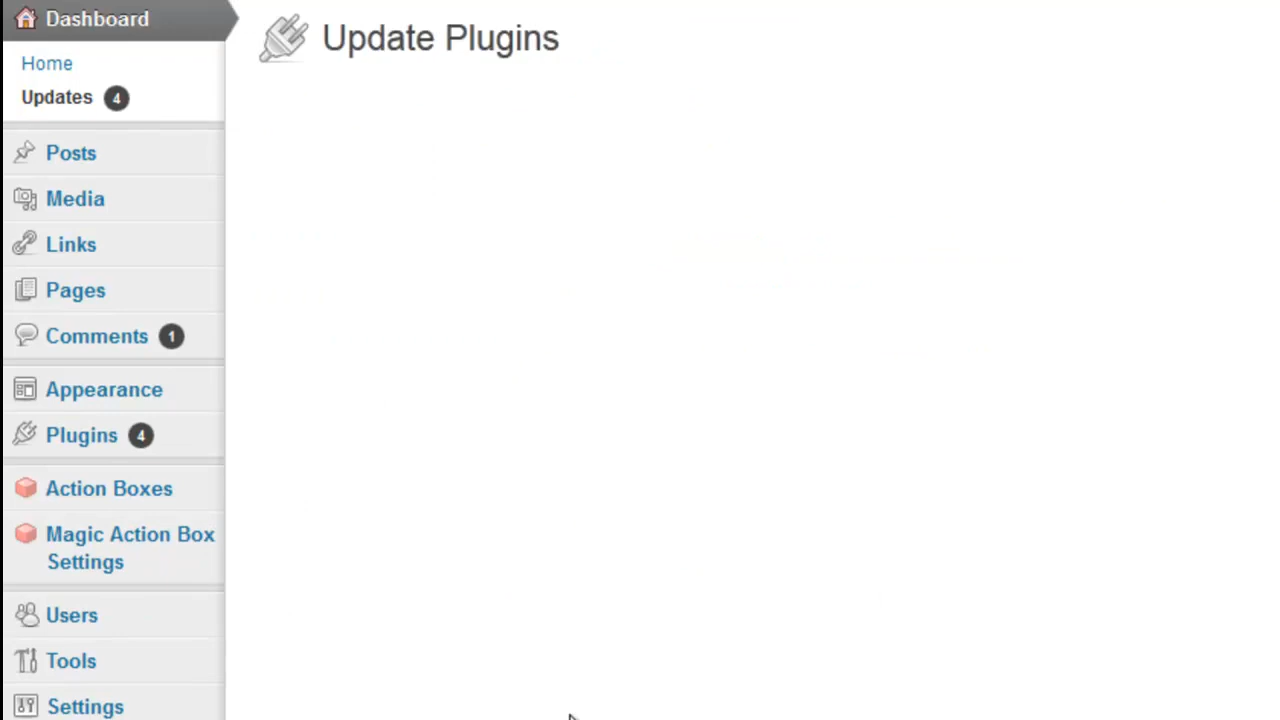 Dashboard
Update Plugins
Home
Updates 4
Posts
Media
Links
Pages
Comments 1
Appearance
Plugins 4
Action Boxes
Magic Action Box
Settings
Users
Tools
Settings